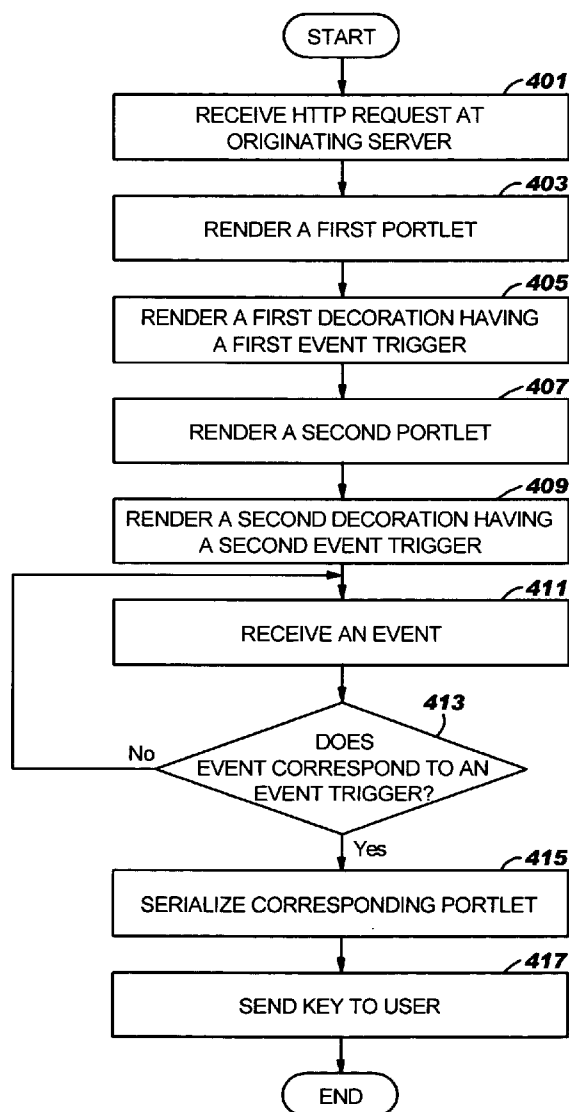 START
401
RECEIVE HTTP REQUEST AT
ORIGINATING SERVER
403
RENDER A FIRST PORTLET
405
RENDER A FIRST DECORATION HAVING
A FIRST EVENT TRIGGER
407
RENDER A SECOND PORTLET
409
RENDER A SECOND DECORATION HAVING
A SECOND EVENT TRIGGER
411
RECEIVE AN EVENT
413
No
DOES
EVENT CORRESPOND TO AN
EVENT TRIGGER?
Yes
415
SERIALIZE CORRESPONDING PORTLET
417
SEND KEY TO USER
END